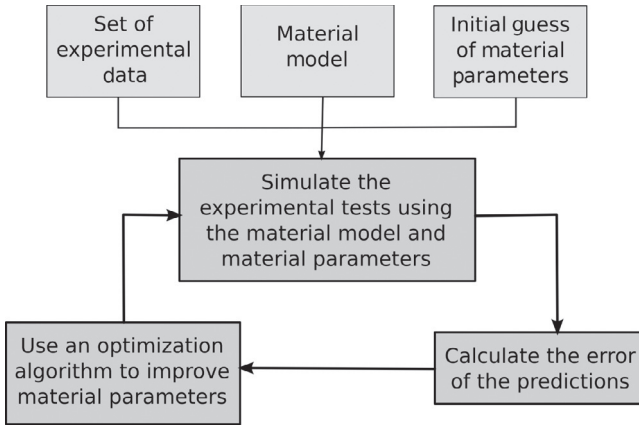 Set of
experimental
data
Material
model
Initial guess
of material
parameters
Simulate the
experimental tests using
the material model and
material parameters
Use an optimization
algorithm to improve
material parameters
Calculate the error
of the predictions